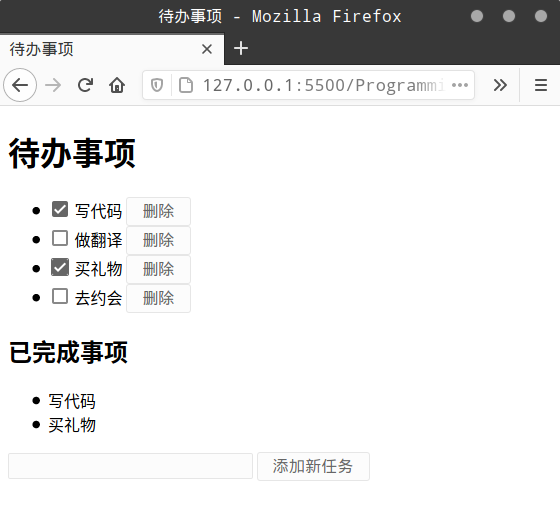 待办事项 - Mozilla Firefox
待办事项
127.0.0.1:5500/Programmi
待办事项
写代码 删除
做翻译 删除
买礼物 删除
去约会 删除
已完成事项
写代码
买礼物
添加新任务